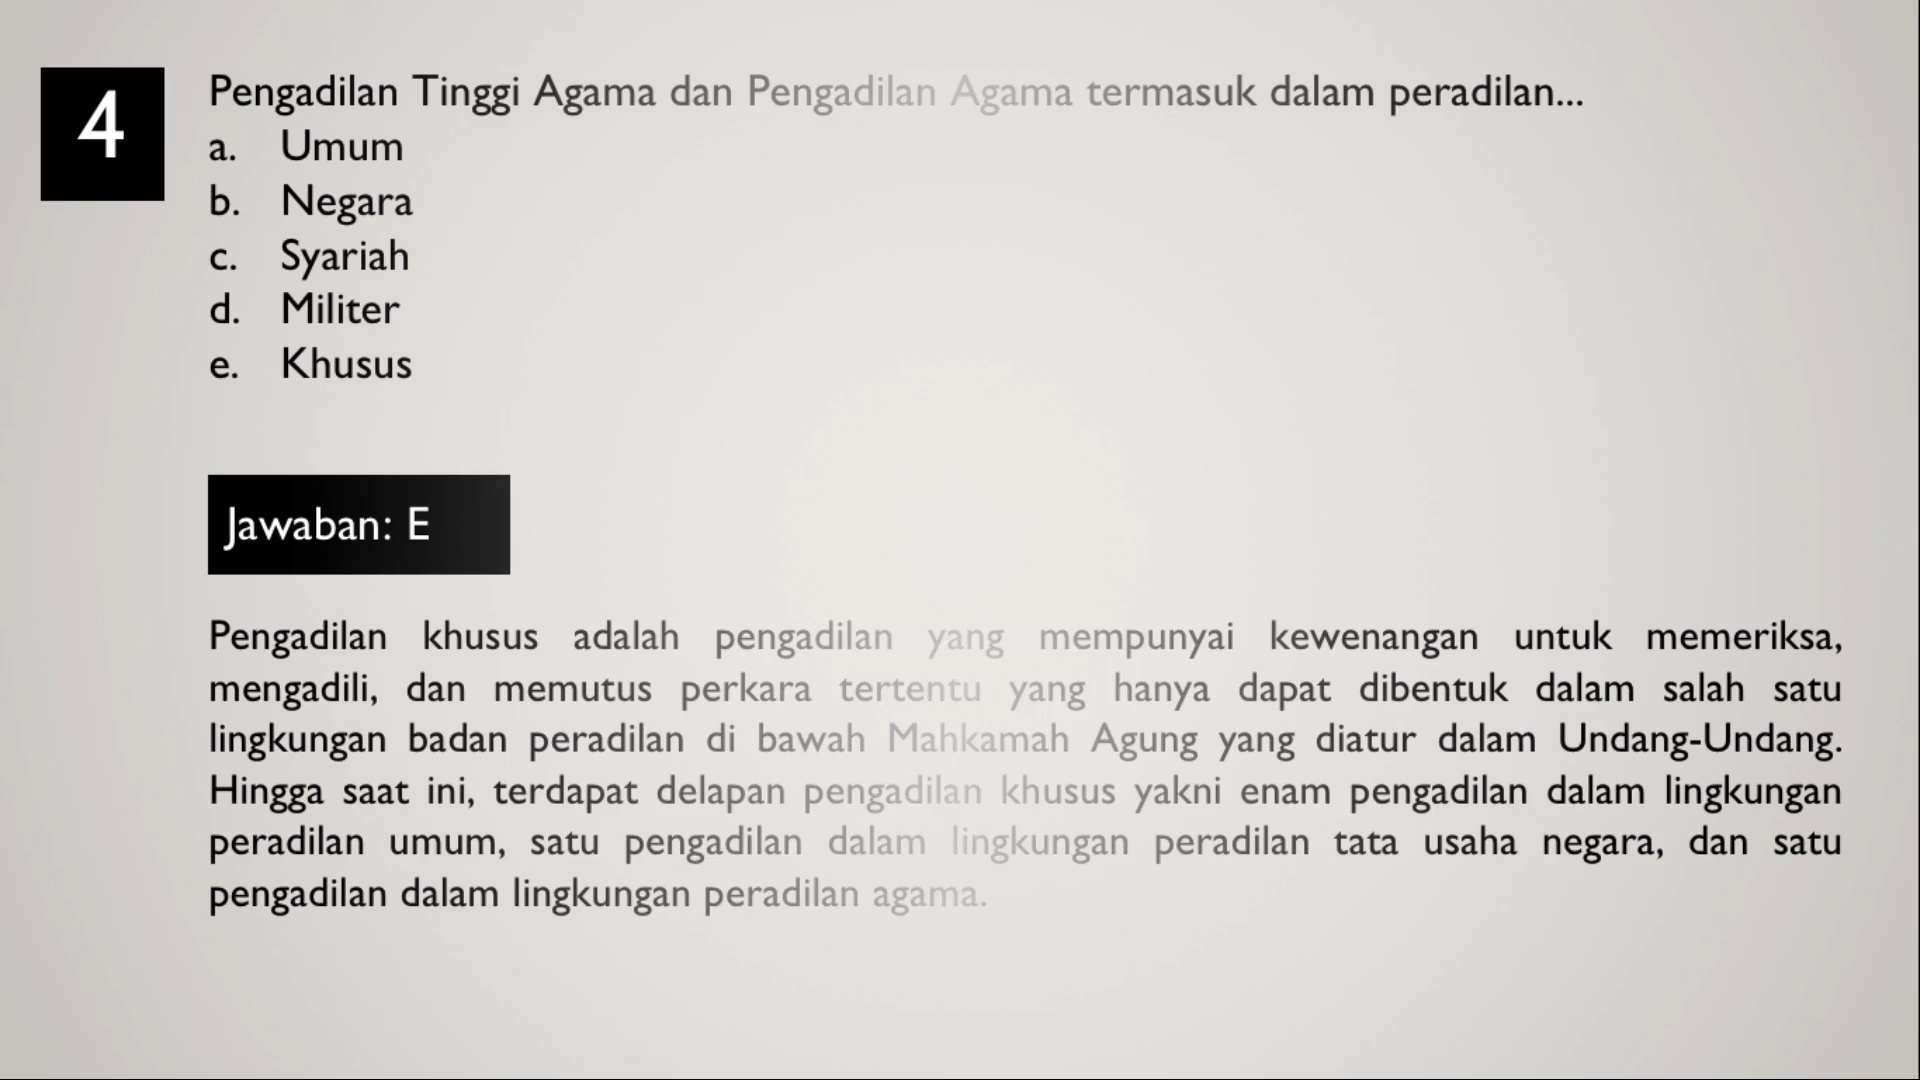 4
Pengadilan Tinggi Agama dan Pengadilan Agama termasuk dalam peradilan...
a. Umum
b. Negara
c. Syariah
d. Militer
e. Khusus
Jawaban: E
Pengadilan khusus adalah pengadilan yang mempunyai kewenangan untuk memeriksa,
mengadili, dan memutus perkara tertentu yang hanya dapat dibentuk dalam salah satu
lingkungan badan peradilan di bawah Mahkamah Agung yang diatur dalam Undang-Undang.
Hingga saat ini, terdapat delapan pengadilan khusus yakni enam pengadilan dalam lingkungan
peradilan umum, satu pengadilan dalam lingkungan peradilan tata usaha negara, dan satu
pengadilan dalam lingkungan peradilan agama.